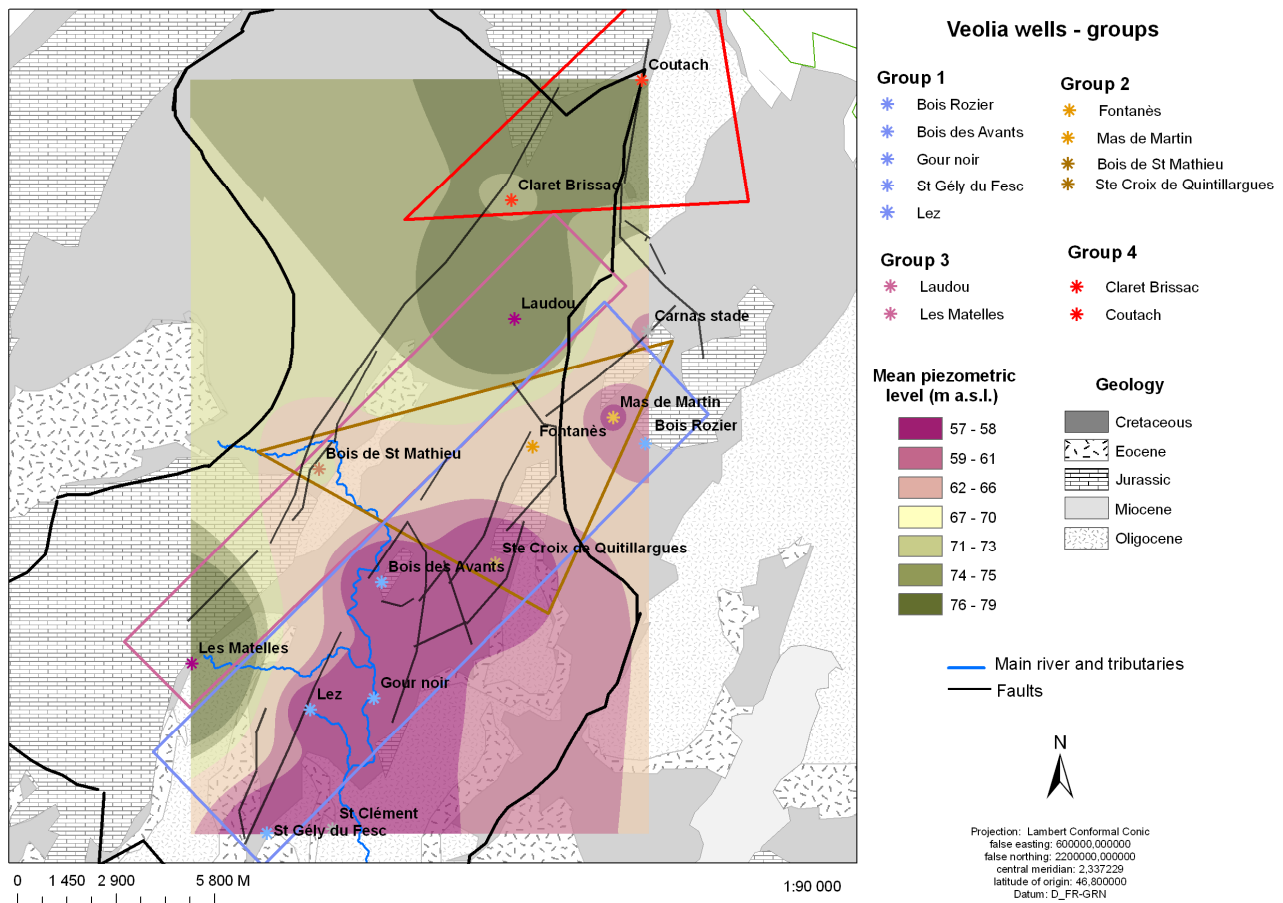 Veolia wells - groups
Group 1
Bois Rozier
Bois des Avants
Gour noir
St Gély du Fesc
Lez
Group 2
Fontanès
Mas de Martin
Bois de St Mathieu
Ste Croix de Quintillargues
Group 3
Laudou
Les Matelles
Group 4
Claret Brissac
Coutach
Mean piezometric
level (m a.s.l.)
57 - 58
59 - 61
62 - 66
67 - 70
71 - 73
74 - 75
76 - 79
Geology
Cretaceous
Eocene
Jurassic
Miocene
Oligocene
Main river and tributaries
Faults
N
Projection: Lambert Conformal Conic
false easting: 600000,000000
false northing: 2200000,000000
central meridian: 2,337229
latitude of origin: 46,800000
Datum: D_FR-GRN
Coutach
Claret Brissac
Laudou
Carnas stade
Mas de Martin
Bois Rozier
Fontanès
Bois de St Mathieu
Ste Croix de Quitillargues
Bois des Avants
Les Matelles
Gour noir
Lez
St Clément
St Gély du Fesc
0 1 450 2 900 5 800 M
1:90 000